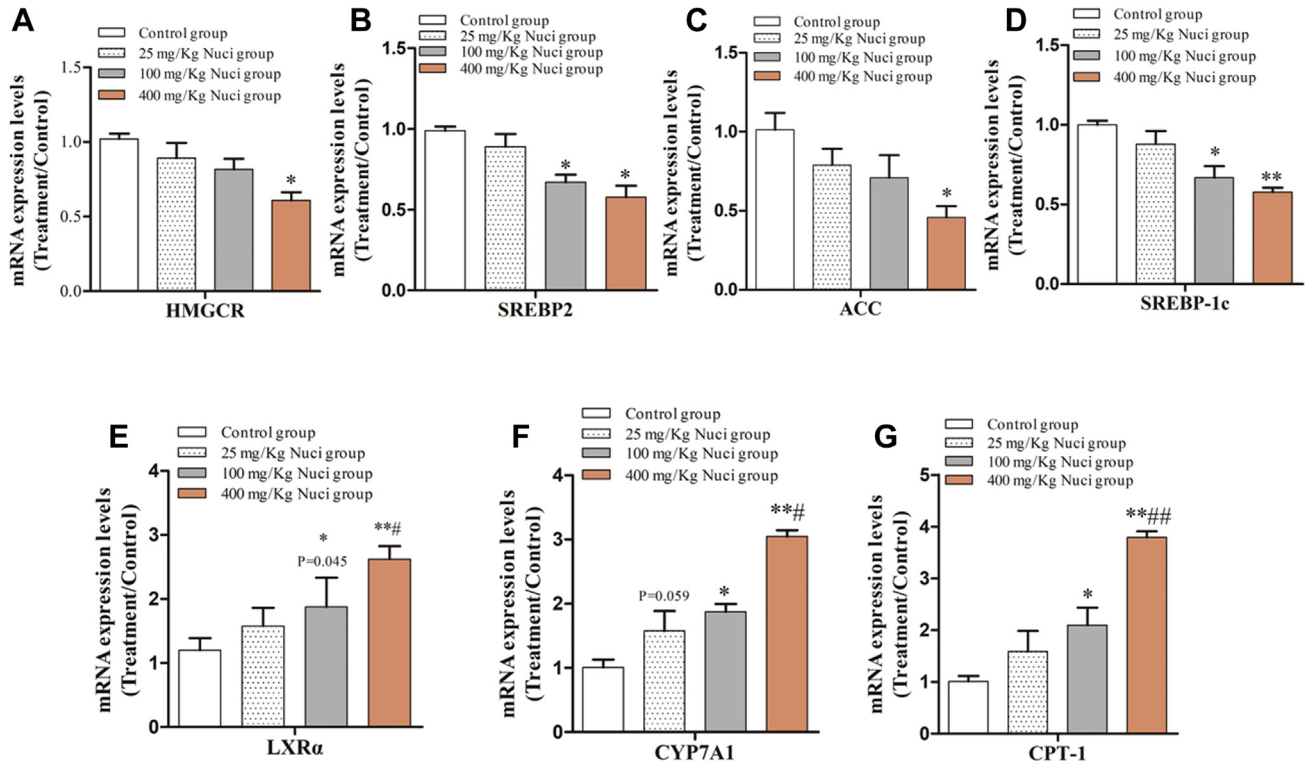 A
Control group
25 mg/Kg Nuci group
100 mg/Kg Nuci group
400 mg/Kg Nuci group
mRNA expression levels
(Treatment/Control)
1.5
1.0
0.5
0.0
*
HMGCR
B
Control group
25 mg/Kg Nuci group
100 mg/Kg Nuci group
400 mg/Kg Nuci group
mRNA expression levels
(Treatment/Control)
1.5
1.0
0.5
0.0
* *
SREBP2
C
Control group
25 mg/Kg Nuci group
100 mg/Kg Nuci group
400 mg/Kg Nuci group
mRNA expression levels
(Treatment/Control)
1.5
1.0
0.5
0.0
*
ACC
D
Control group
25 mg/Kg Nuci group
100 mg/Kg Nuci group
400 mg/Kg Nuci group
mRNA expression levels
(Treatment/Control)
1.5
1.0
0.5
0.0
*
**
SREBP-1c
E
Control group
25 mg/Kg Nuci group
100 mg/Kg Nuci group
400 mg/Kg Nuci group
mRNA expression levels
(Treatment/Control)
4
3
2
1
0
*
P=0.045
**#
LXRα
F
Control group
25 mg/Kg Nuci group
100 mg/Kg Nuci group
400 mg/Kg Nuci group
mRNA expression levels
(Treatment/Control)
4
3
2
1
0
P=0.059
*
**#
CYP7A1
G
Control group
25 mg/Kg Nuci group
100 mg/Kg Nuci group
400 mg/Kg Nuci group
mRNA expression levels
(Treatment/Control)
5
4
3
2
1
0
*
**##
CPT-1